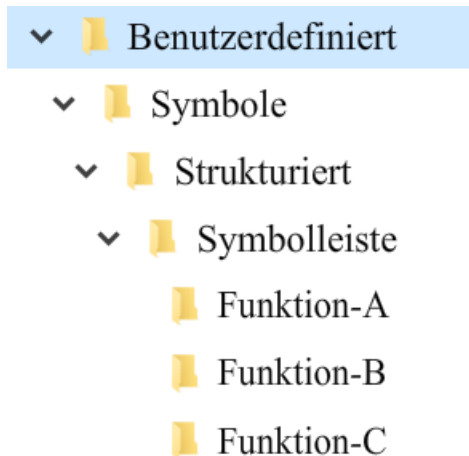 Benutzerdefiniert
Symbole
Strukturiert
Symbolleiste
Funktion-A
Funktion-B
Funktion-C